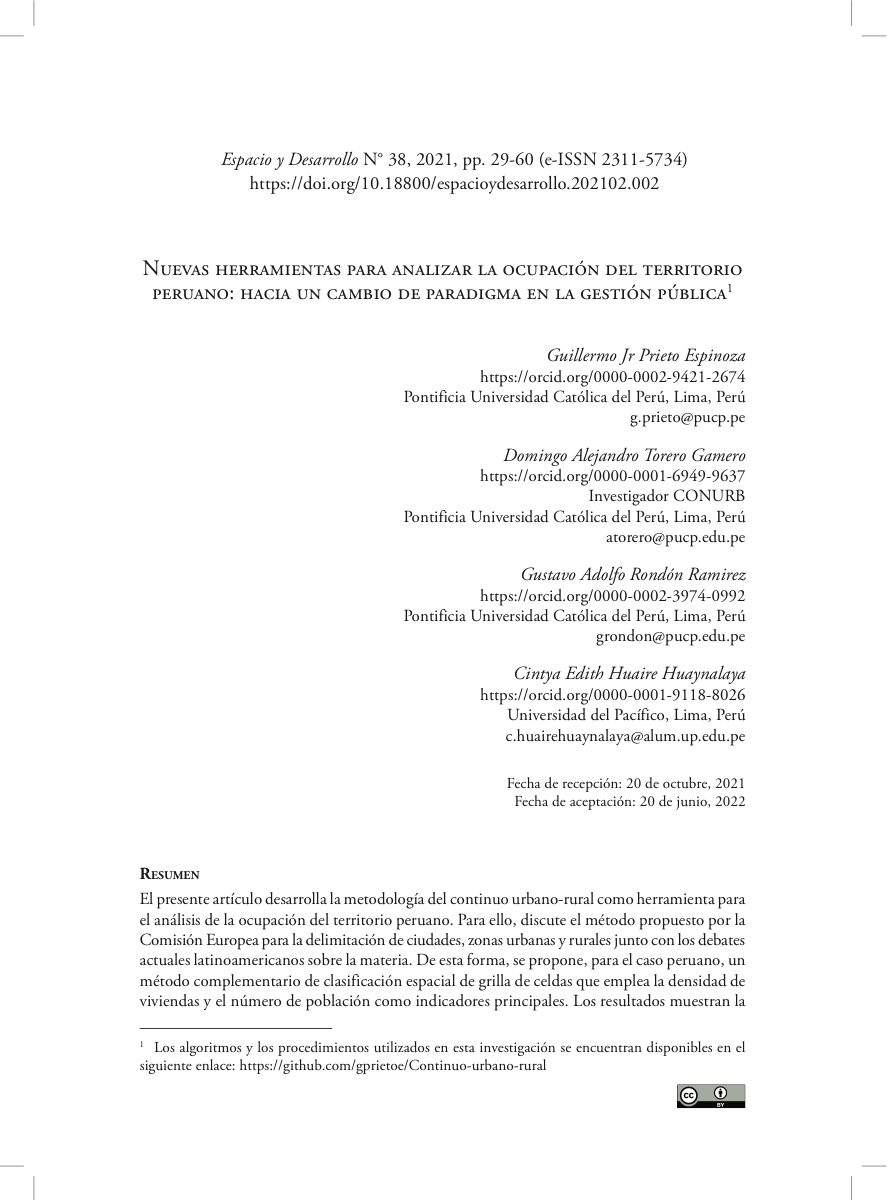 Espacio y Desarrollo N° 38, 2021, pp. 29-60 (e-ISSN 2311-5734)
https://doi.org/10.18800/espacioydesarrollo.202102.002
Nuevas herramientas para analizar la ocupación del territorio
peruano: hacia un cambio de paradigma en la gestión pública1
Guillermo Jr Prieto Espinoza
https://orcid.org/0000-0002-9421-2674
Pontificia Universidad Católica del Perú, Lima, Perú
g.prieto@pucp.pe
Domingo Alejandro Torero Gamero
https://orcid.org/0000-0001-6949-9637
Investigador CONURB
Pontificia Universidad Católica del Perú, Lima, Perú
atorero@pucp.edu.pe
Gustavo Adolfo Rondón Ramirez
https://orcid.org/0000-0002-3974-0992
Pontificia Universidad Católica del Perú, Lima, Perú
grondon@pucp.edu.pe
Cintya Edith Huaire Huaynalaya
https://orcid.org/0000-0001-9118-8026
Universidad del Pacífico, Lima, Perú
c.huairehuaynalaya@alum.up.edu.pe
Fecha de recepción: 20 de octubre, 2021
Fecha de aceptación: 20 de junio, 2022
Resumen
El presente artículo desarrolla la metodología del continuo urbano-rural como herramienta para
el análisis de la ocupación del territorio peruano. Para ello, discute el método propuesto por la
Comisión Europea para la delimitación de ciudades, zonas urbanas y rurales junto con los debates
actuales latinoamericanos sobre la materia. De esta forma, se propone, para el caso peruano, un
método complementario de clasificación espacial de grilla de celdas que emplea la densidad de
viviendas y el número de población como indicadores principales. Los resultados muestran la
1 Los algoritmos y los procedimientos utilizados en esta investigación se encuentran disponibles en el
siguiente enlace: https://github.com/gprietoe/Continuo-urbano-rural
cc BY